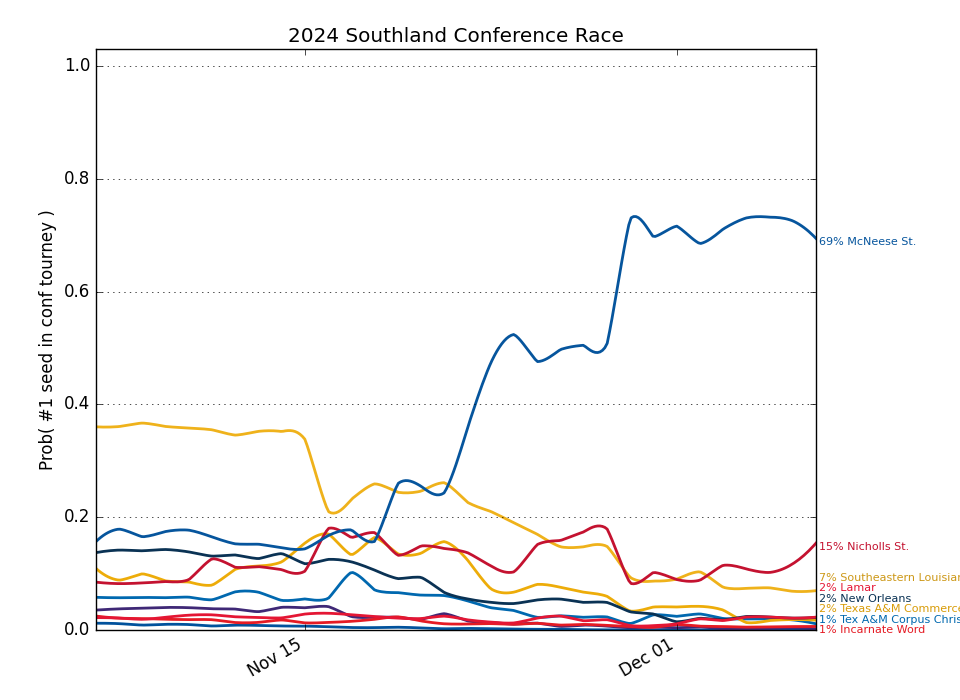 2024 Southland Conference Race
Prob( #1 seed in conf tourney )
1.0
0.8
0.6
0.4
0.2
0.0
Nov 15
Dec 01
69% McNeese St.
15% Nicholls St.
7% Southeastern Louisian
2% Lamar
2% New Orleans
2% Texas A&M Commerc
1% Tex A&M Corpus Chris
1% Incarnate Word